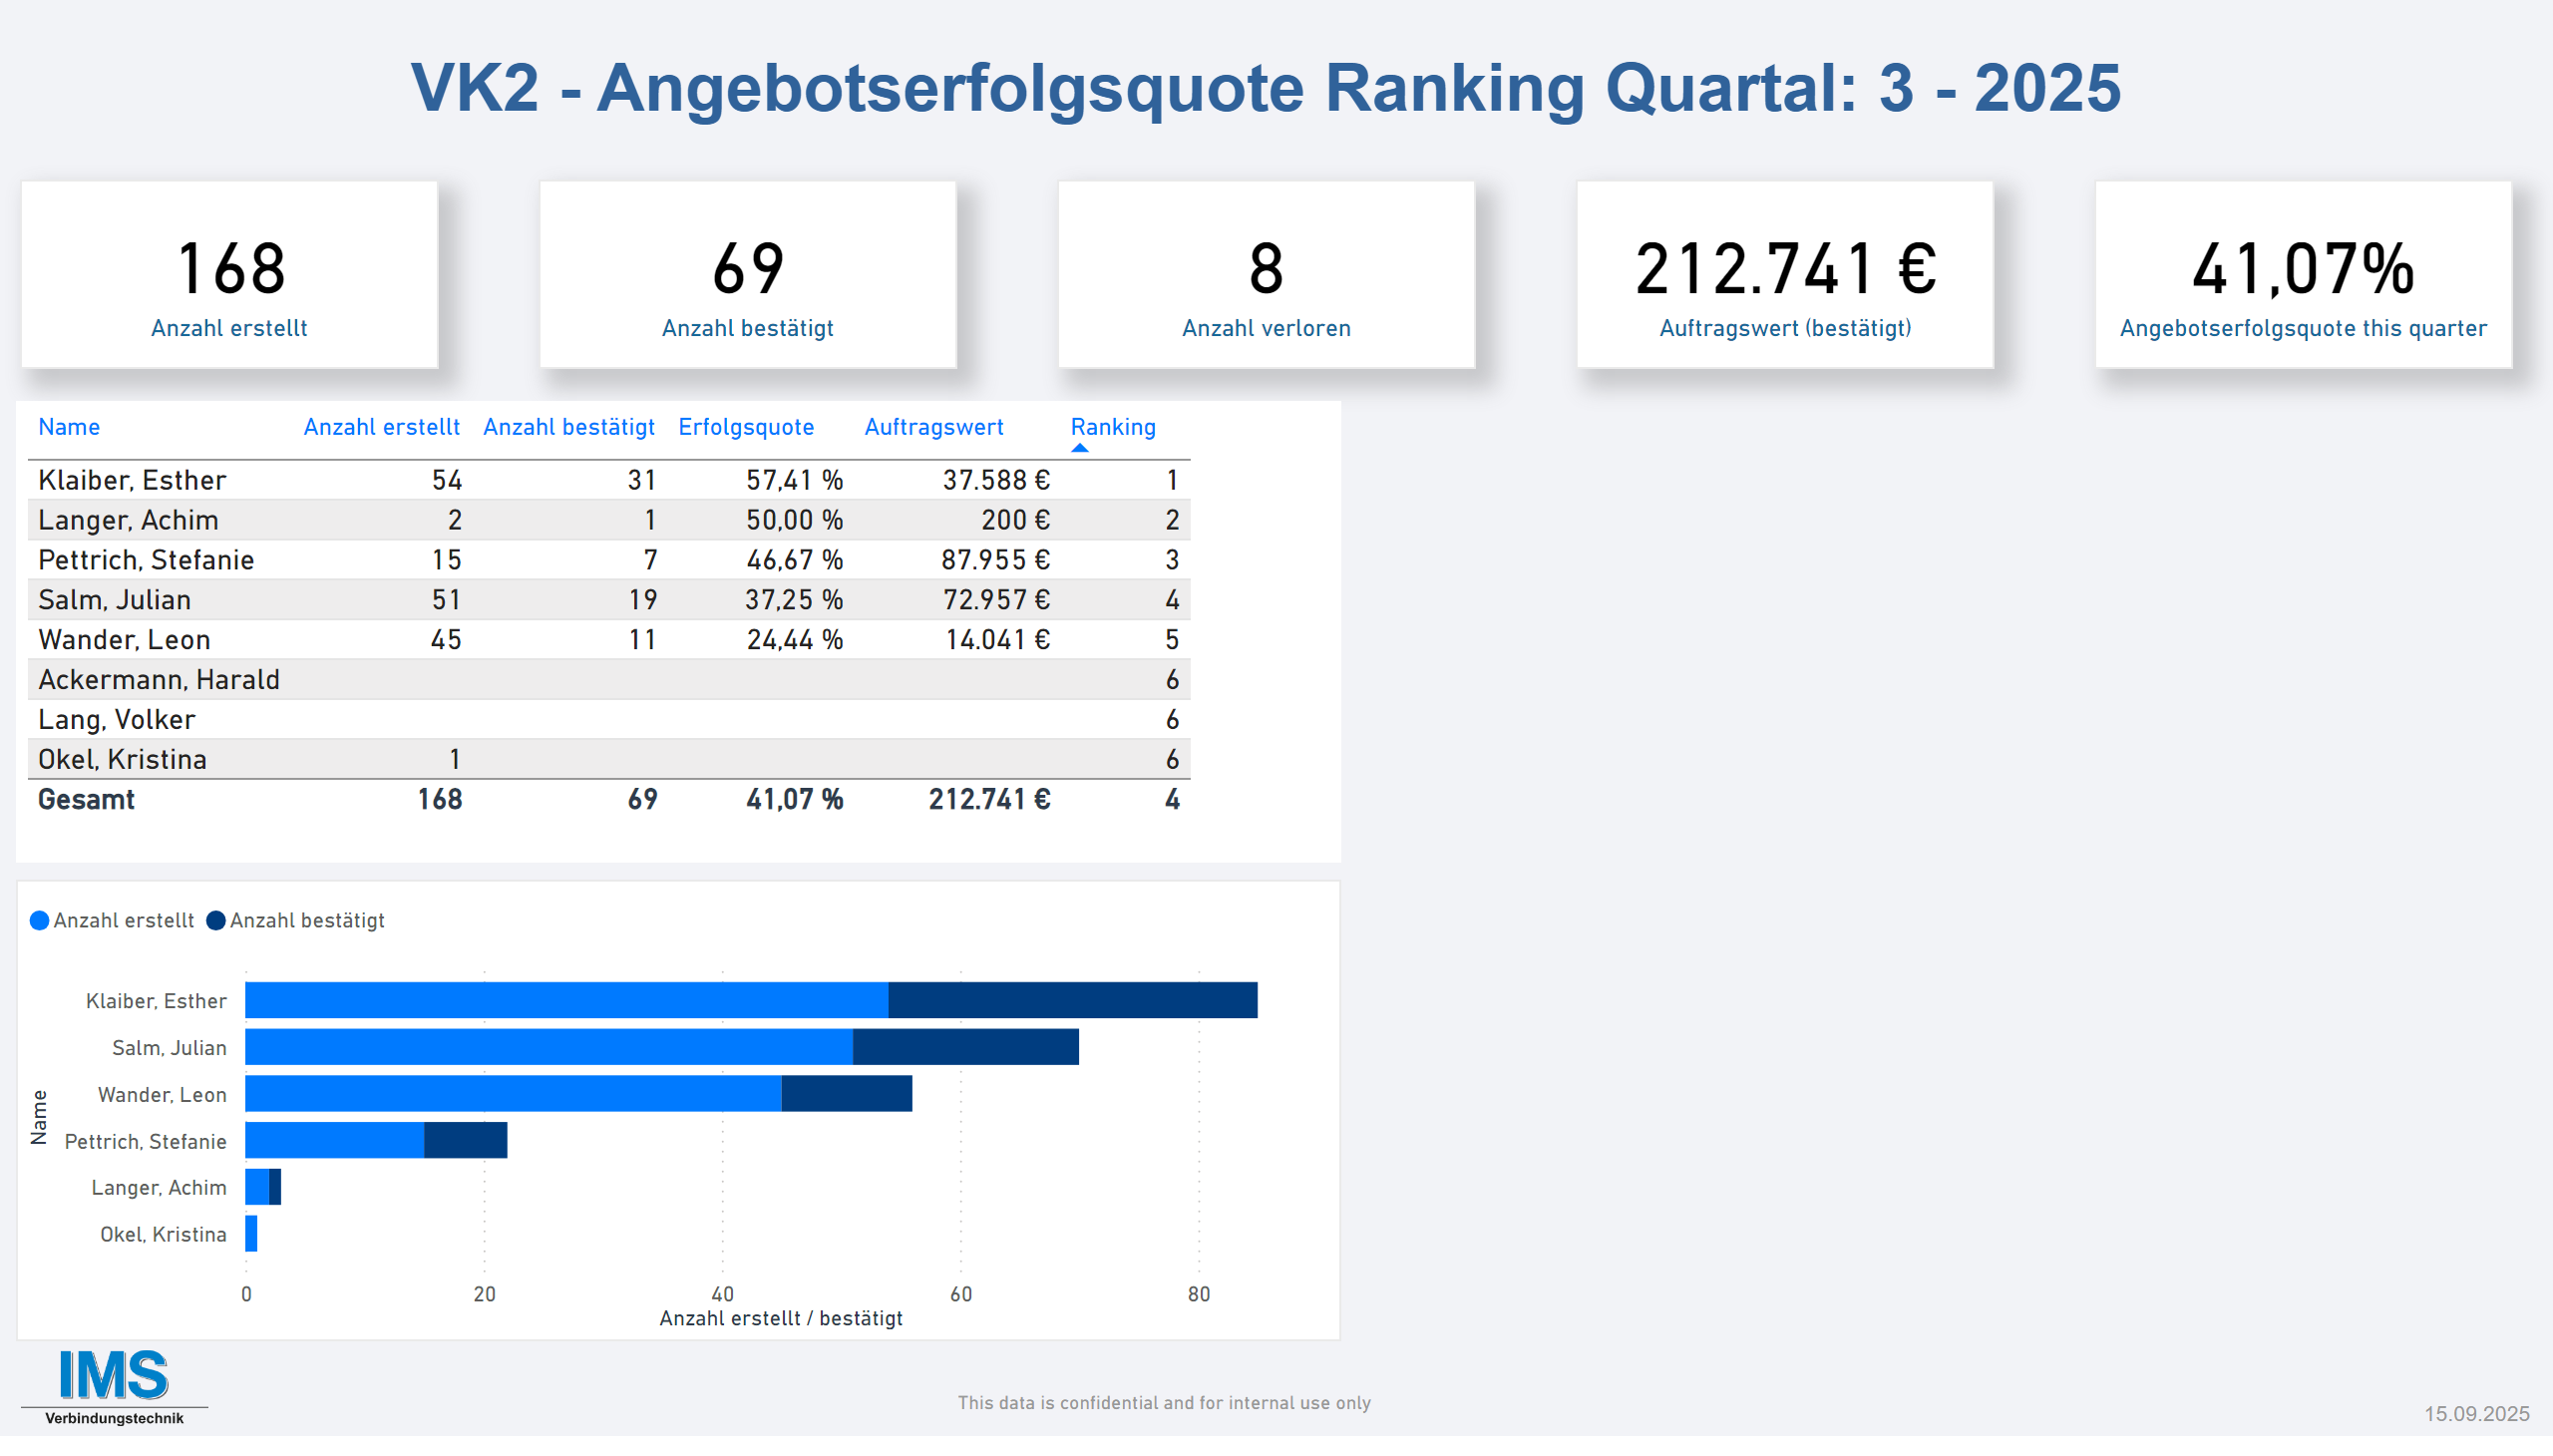 VK2 - Angebotserfolgsquote Ranking Quartal: 3 - 2025
168
Anzahl erstellt
69
Anzahl bestätigt
8
Anzahl verloren
212.741 €
Auftragswert (bestätigt)
41,07%
Angebotserfolgsquote this quarter
Name Anzahl erstellt Anzahl bestätigt Erfolgsquote Auftragswert Ranking
Klaiber, Esther 54 31 57,41 % 37.588 € 1
Langer, Achim 2 1 50,00 % 200 € 2
Pettrich, Stefanie 15 7 46,67 % 87.955 € 3
Salm, Julian 51 19 37,25 % 72.957 € 4
Wander, Leon 45 11 24,44 % 14.041 € 5
Ackermann, Harald 6
Lang, Volker 6
Okel, Kristina 1 6
Gesamt 168 69 41,07 % 212.741 € 4
Anzahl erstellt Anzahl bestätigt
Name
Klaiber, Esther
Salm, Julian
Wander, Leon
Pettrich, Stefanie
Langer, Achim
Okel, Kristina
0 20 40 60 80
Anzahl erstellt / bestätigt
IMS
Verbindungstechnik
This data is confidential and for internal use only
15.09.2025